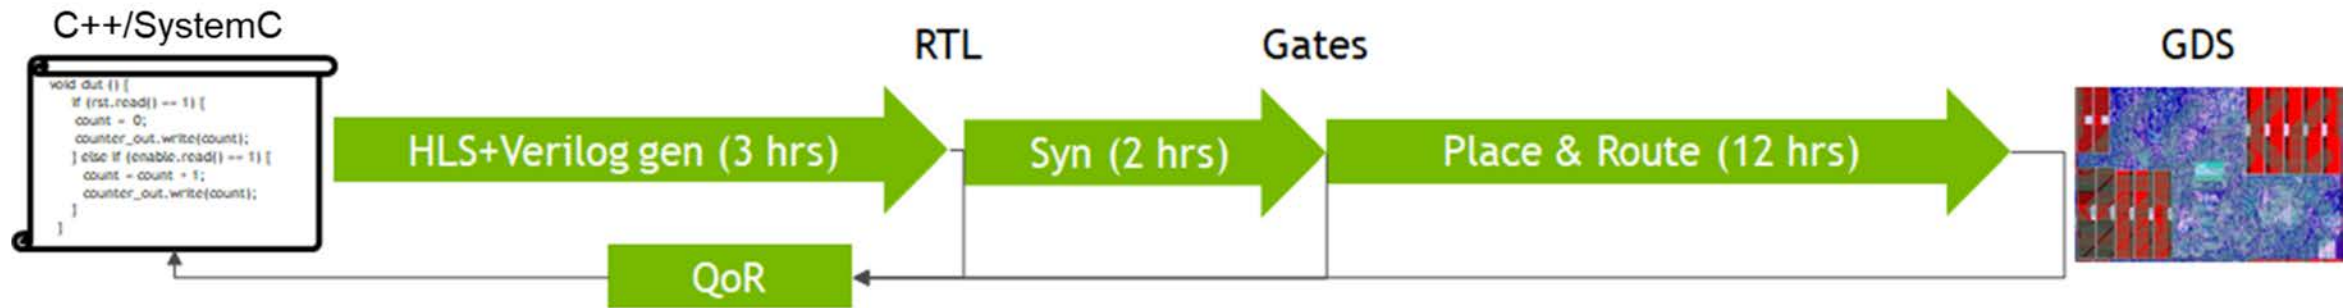 C++/SystemC
void dut () {
if (rst.read() == 1) {
count = 0;
counter_out.write(count);
} else if (enable.read() == 1) {
count = count + 1;
counter_out.write(count);
}
}
HLS+Verilog gen (3 hrs)
RTL
Syn (2 hrs)
Gates
Place & Route (12 hrs)
GDS
QoR